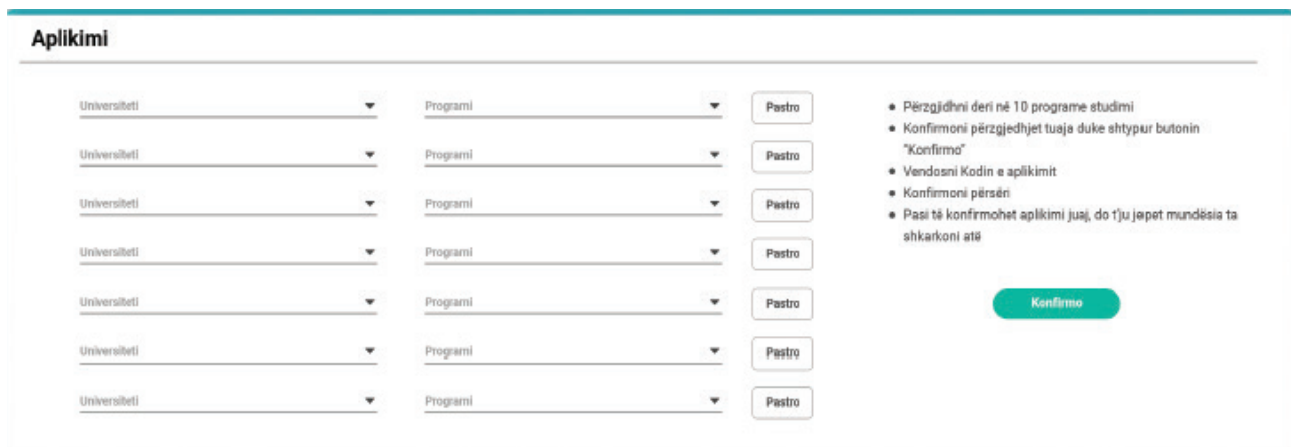 Aplikimi
Universiteti Programi Pastro
Universiteti Programi Pastro
Universiteti Programi Pastro
Universiteti Programi Pastro
Universiteti Programi Pastro
Universiteti Programi Pastro
Universiteti Programi Pastro
Përzgjidhni deri në 10 programe studimi
Konfirmoni përzgjedhjet tuaja duke shtypur butonin
"Konfirmo"
Vendosni Kodin e aplikimit
Konfirmoni përsëri
Pasi të konfirmohet aplikimi juaj, do t'ju jepet mundësia ta
shkarkoni atë
Konfirmo